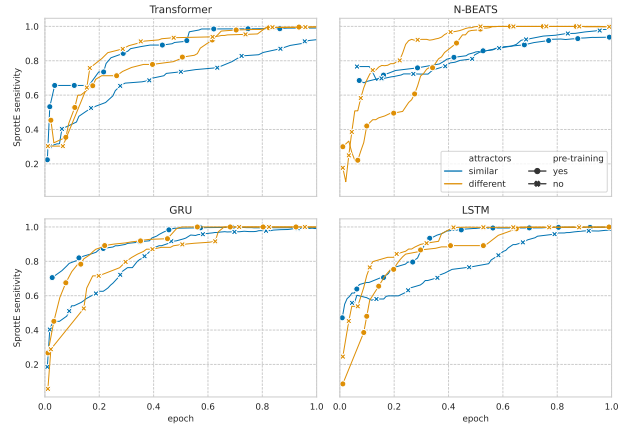 Transformer
N-BEATS
SprottE sensitivity
1.0
0.8
0.6
0.4
0.2
attractors
similar
different
pre-training
yes
no
GRU
LSTM
SprottE sensitivity
1.0
0.8
0.6
0.4
0.2
0.0 0.2 0.4 0.6 0.8 1.0
0.0 0.2 0.4 0.6 0.8 1.0
epoch
epoch